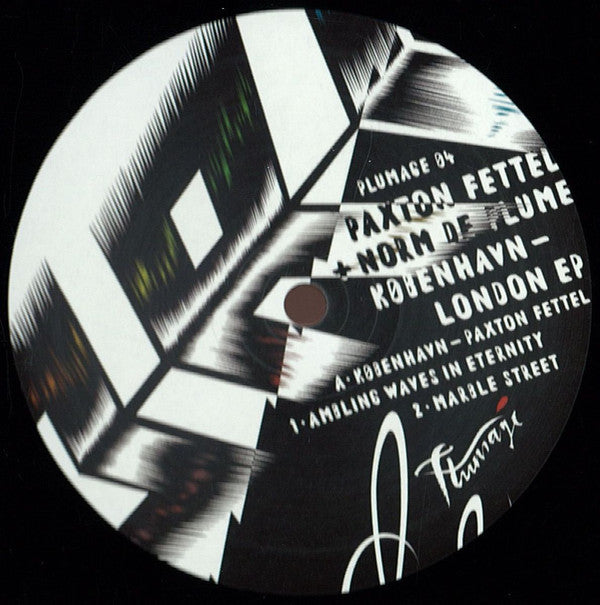 PLUMAGE 04
PAXTON FETTEL
+ NORM DE PLUME
KØBENHAVN –
LONDON EP
A · KØBENHAVN – PAXTON FETTEL
1 · AMBLING WAVES IN ETERNITY
2 · MARBLE STREET
Plumage